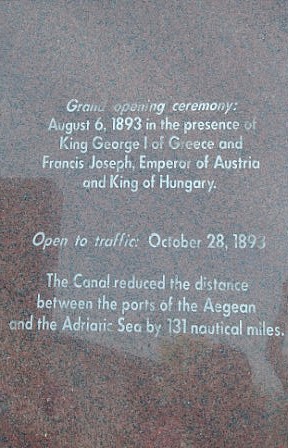 Grand opening ceremony:
August 6, 1893 in the presence of
King George I of Greece and
Francis Joseph, Emperor of Austria
and King of Hungary.
Open to traffic: October 28, 1893
The Canal reduced the distance
between the ports of the Aegean
and the Adriatic Sea by 131 nautical miles.